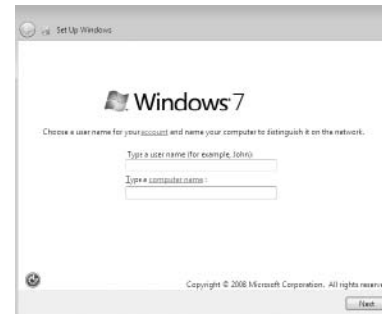 Set Up Windows
Windows 7
Choose a user name for your account and name your computer to distinguish it on the network.
Type a user name (for example, John):
Type a computer name:
Copyright © 2008 Microsoft Corporation. All rights reserve
Next